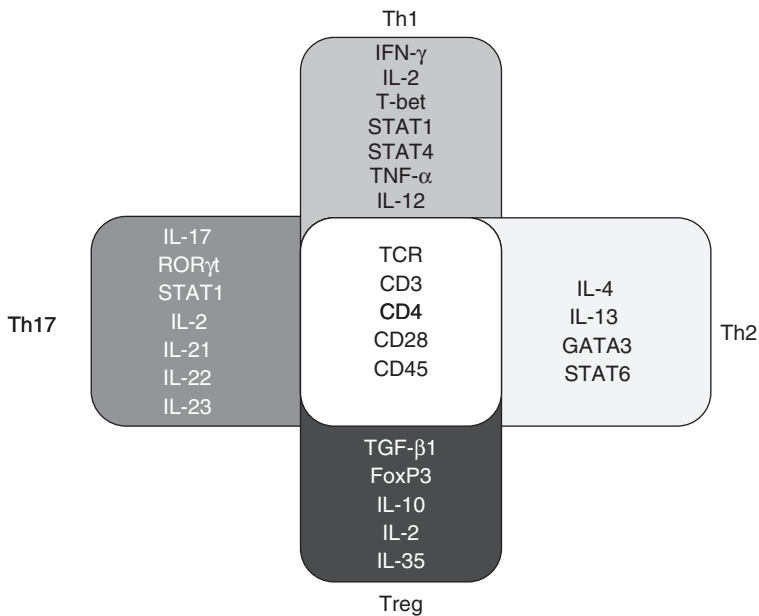 Th1
IFN-γ
IL-2
T-bet
STAT1
STAT4
TNF-α
IL-12
Th17
IL-17
RORγt
STAT1
IL-2
IL-21
IL-22
IL-23
TCR
CD3
CD4
CD28
CD45
IL-4
IL-13
GATA3
STAT6
Th2
TGF-β1
FoxP3
IL-10
IL-2
IL-35
Treg